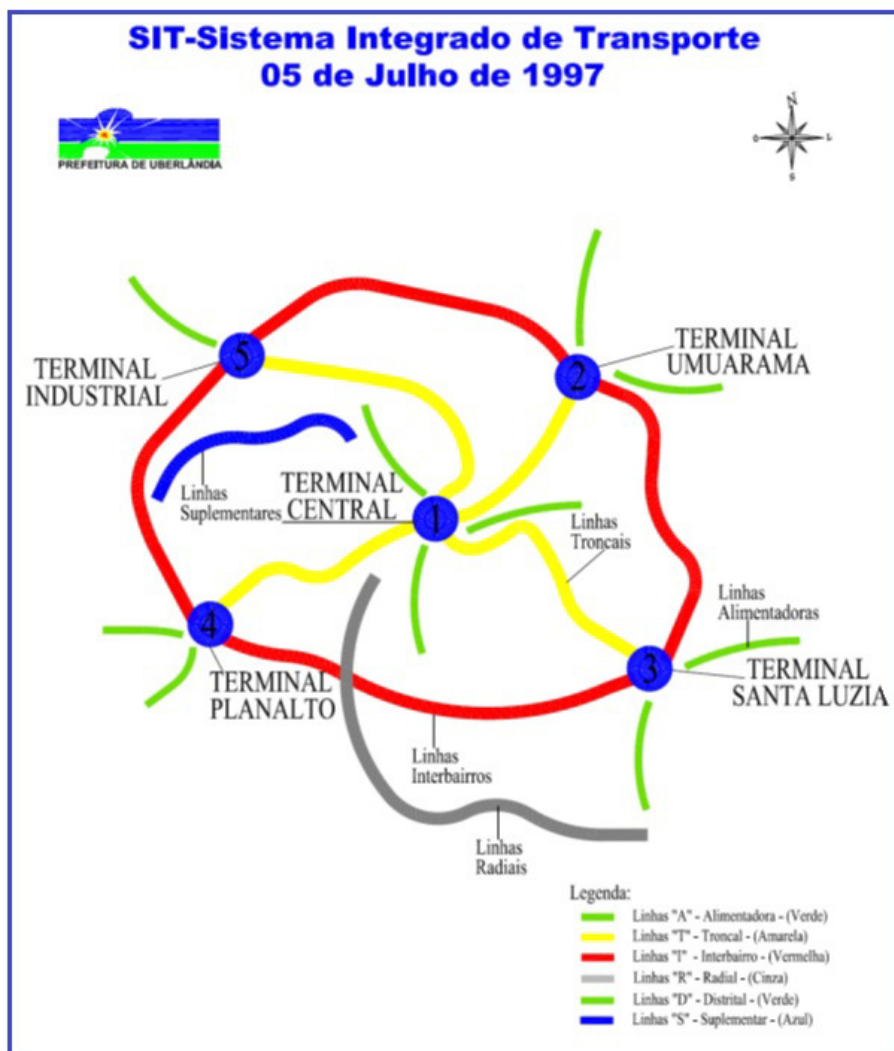 SIT-Sistema Integrado de Transporte
05 de Julho de 1997
PREFEITURA DE UBERLÂNDIA
N
O
L
S
5
TERMINAL
INDUSTRIAL
2
TERMINAL
UMUARAMA
Linhas
Suplementares
TERMINAL
CENTRAL
1
Linhas
Troncais
Linhas
Alimentadoras
4
TERMINAL
PLANALTO
3
TERMINAL
SANTA LUZIA
Linhas
Interbairros
Linhas
Radiais
Legenda:
Linhas "A" - Alimentadora - (Verde)
Linhas "T" - Troncal - (Amarela)
Linhas "I" - Interbairro - (Vermelha)
Linhas "R" - Radial - (Cinza)
Linhas "D" - Distrital - (Verde)
Linhas "S" - Suplementar - (Azul)